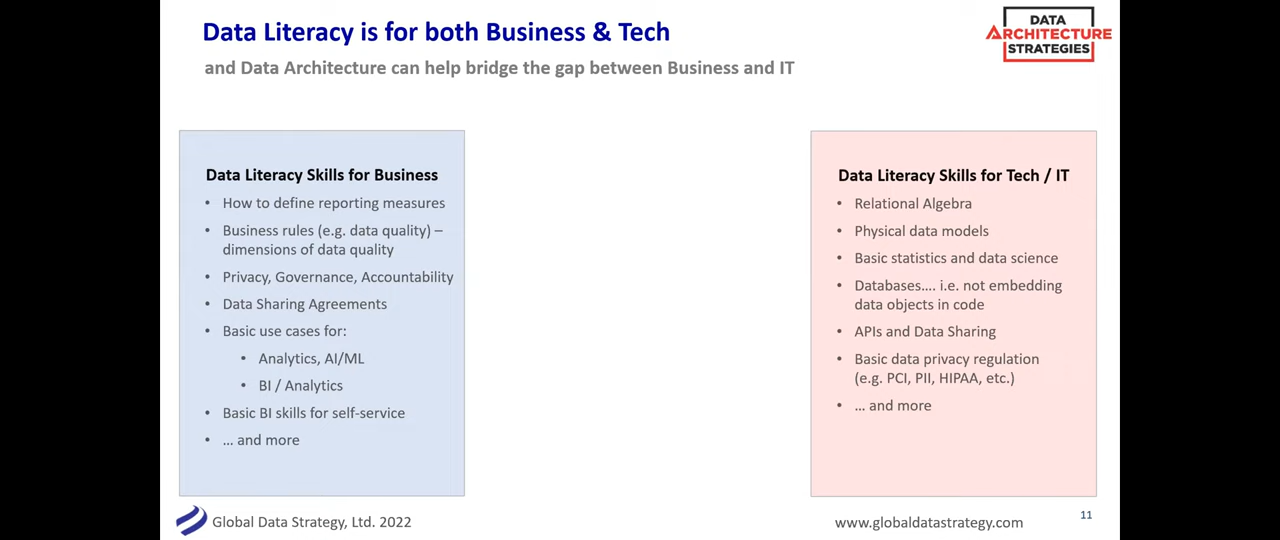 Data Literacy is for both Business & Tech
and Data Architecture can help bridge the gap between Business and IT
DATA
ARCHITECTURE
STRATEGIES
Data Literacy Skills for Business
• How to define reporting measures
• Business rules (e.g. data quality) –
dimensions of data quality
• Privacy, Governance, Accountability
• Data Sharing Agreements
• Basic use cases for:
• Analytics, AI/ML
• BI / Analytics
• Basic BI skills for self-service
• … and more
Data Literacy Skills for Tech / IT
• Relational Algebra
• Physical data models
• Basic statistics and data science
• Databases…. i.e. not embedding
data objects in code
• APIs and Data Sharing
• Basic data privacy regulation
(e.g. PCI, PII, HIPAA, etc.)
• … and more
Global Data Strategy, Ltd. 2022
www.globaldatastrategy.com
11